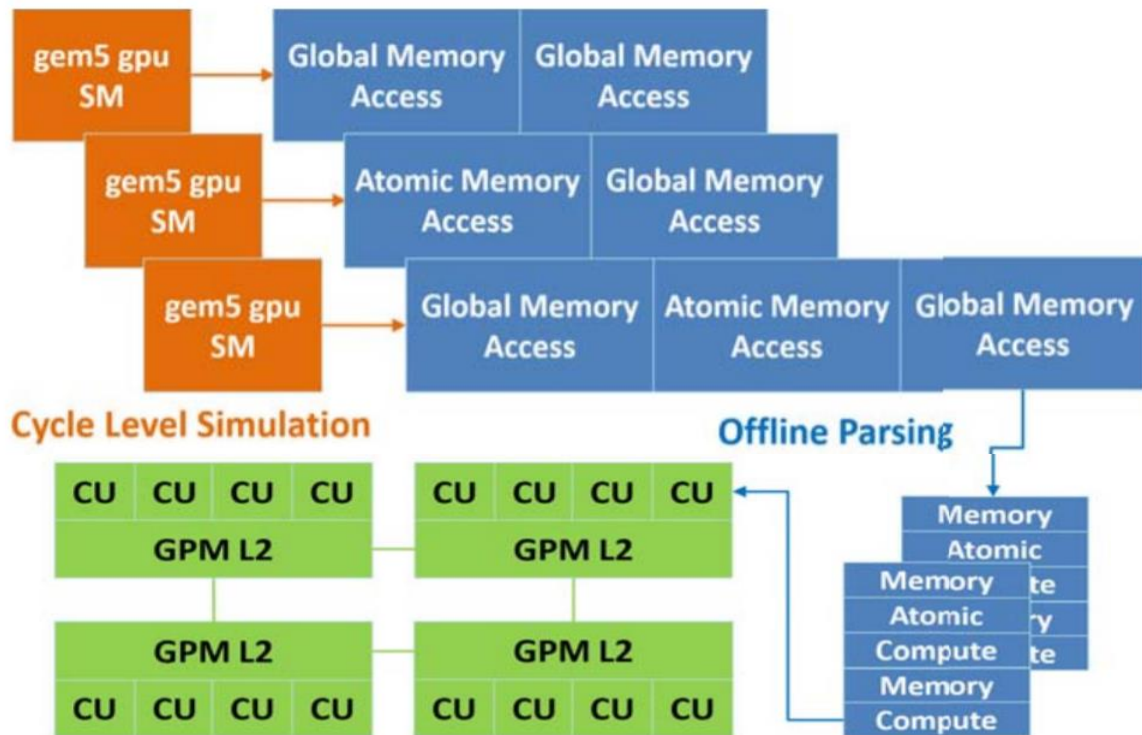 gem5 gpu
SM
Global Memory
Access
Global Memory
Access
gem5 gpu
SM
Atomic Memory
Access
Global Memory
Access
gem5 gpu
SM
Global Memory
Access
Atomic Memory
Access
Global Memory
Access
Cycle Level Simulation
Offline Parsing
CU CU CU CU
GPM L2
CU CU CU CU
GPM L2
GPM L2
CU CU CU CU
GPM L2
CU CU CU CU
Memory
Atomic
te
ry
te
Memory
Atomic
Compute
Memory
Compute